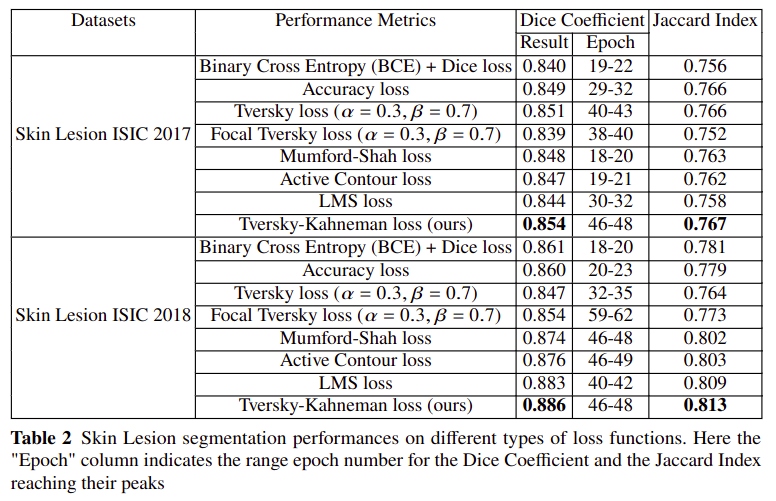 Datasets Performance Metrics Dice Coefficient Jaccard Index
Result Epoch
Skin Lesion ISIC 2017
Binary Cross Entropy (BCE) + Dice loss 0.840 19-22 0.756
Accuracy loss 0.849 29-32 0.766
Tversky loss (α = 0.3, β = 0.7) 0.851 40-43 0.766
Focal Tversky loss (α = 0.3, β = 0.7) 0.839 38-40 0.752
Mumford-Shah loss 0.848 18-20 0.763
Active Contour loss 0.847 19-21 0.762
LMS loss 0.844 30-32 0.758
Tversky-Kahneman loss (ours) 0.854 46-48 0.767
Skin Lesion ISIC 2018
Binary Cross Entropy (BCE) + Dice loss 0.861 18-20 0.781
Accuracy loss 0.860 20-23 0.779
Tversky loss (α = 0.3, β = 0.7) 0.847 32-35 0.764
Focal Tversky loss (α = 0.3, β = 0.7) 0.854 59-62 0.773
Mumford-Shah loss 0.874 46-48 0.802
Active Contour loss 0.876 46-49 0.803
LMS loss 0.883 40-42 0.809
Tversky-Kahneman loss (ours) 0.886 46-48 0.813
Table 2 Skin Lesion segmentation performances on different types of loss functions. Here the
"Epoch" column indicates the range epoch number for the Dice Coefficient and the Jaccard Index
reaching their peaks